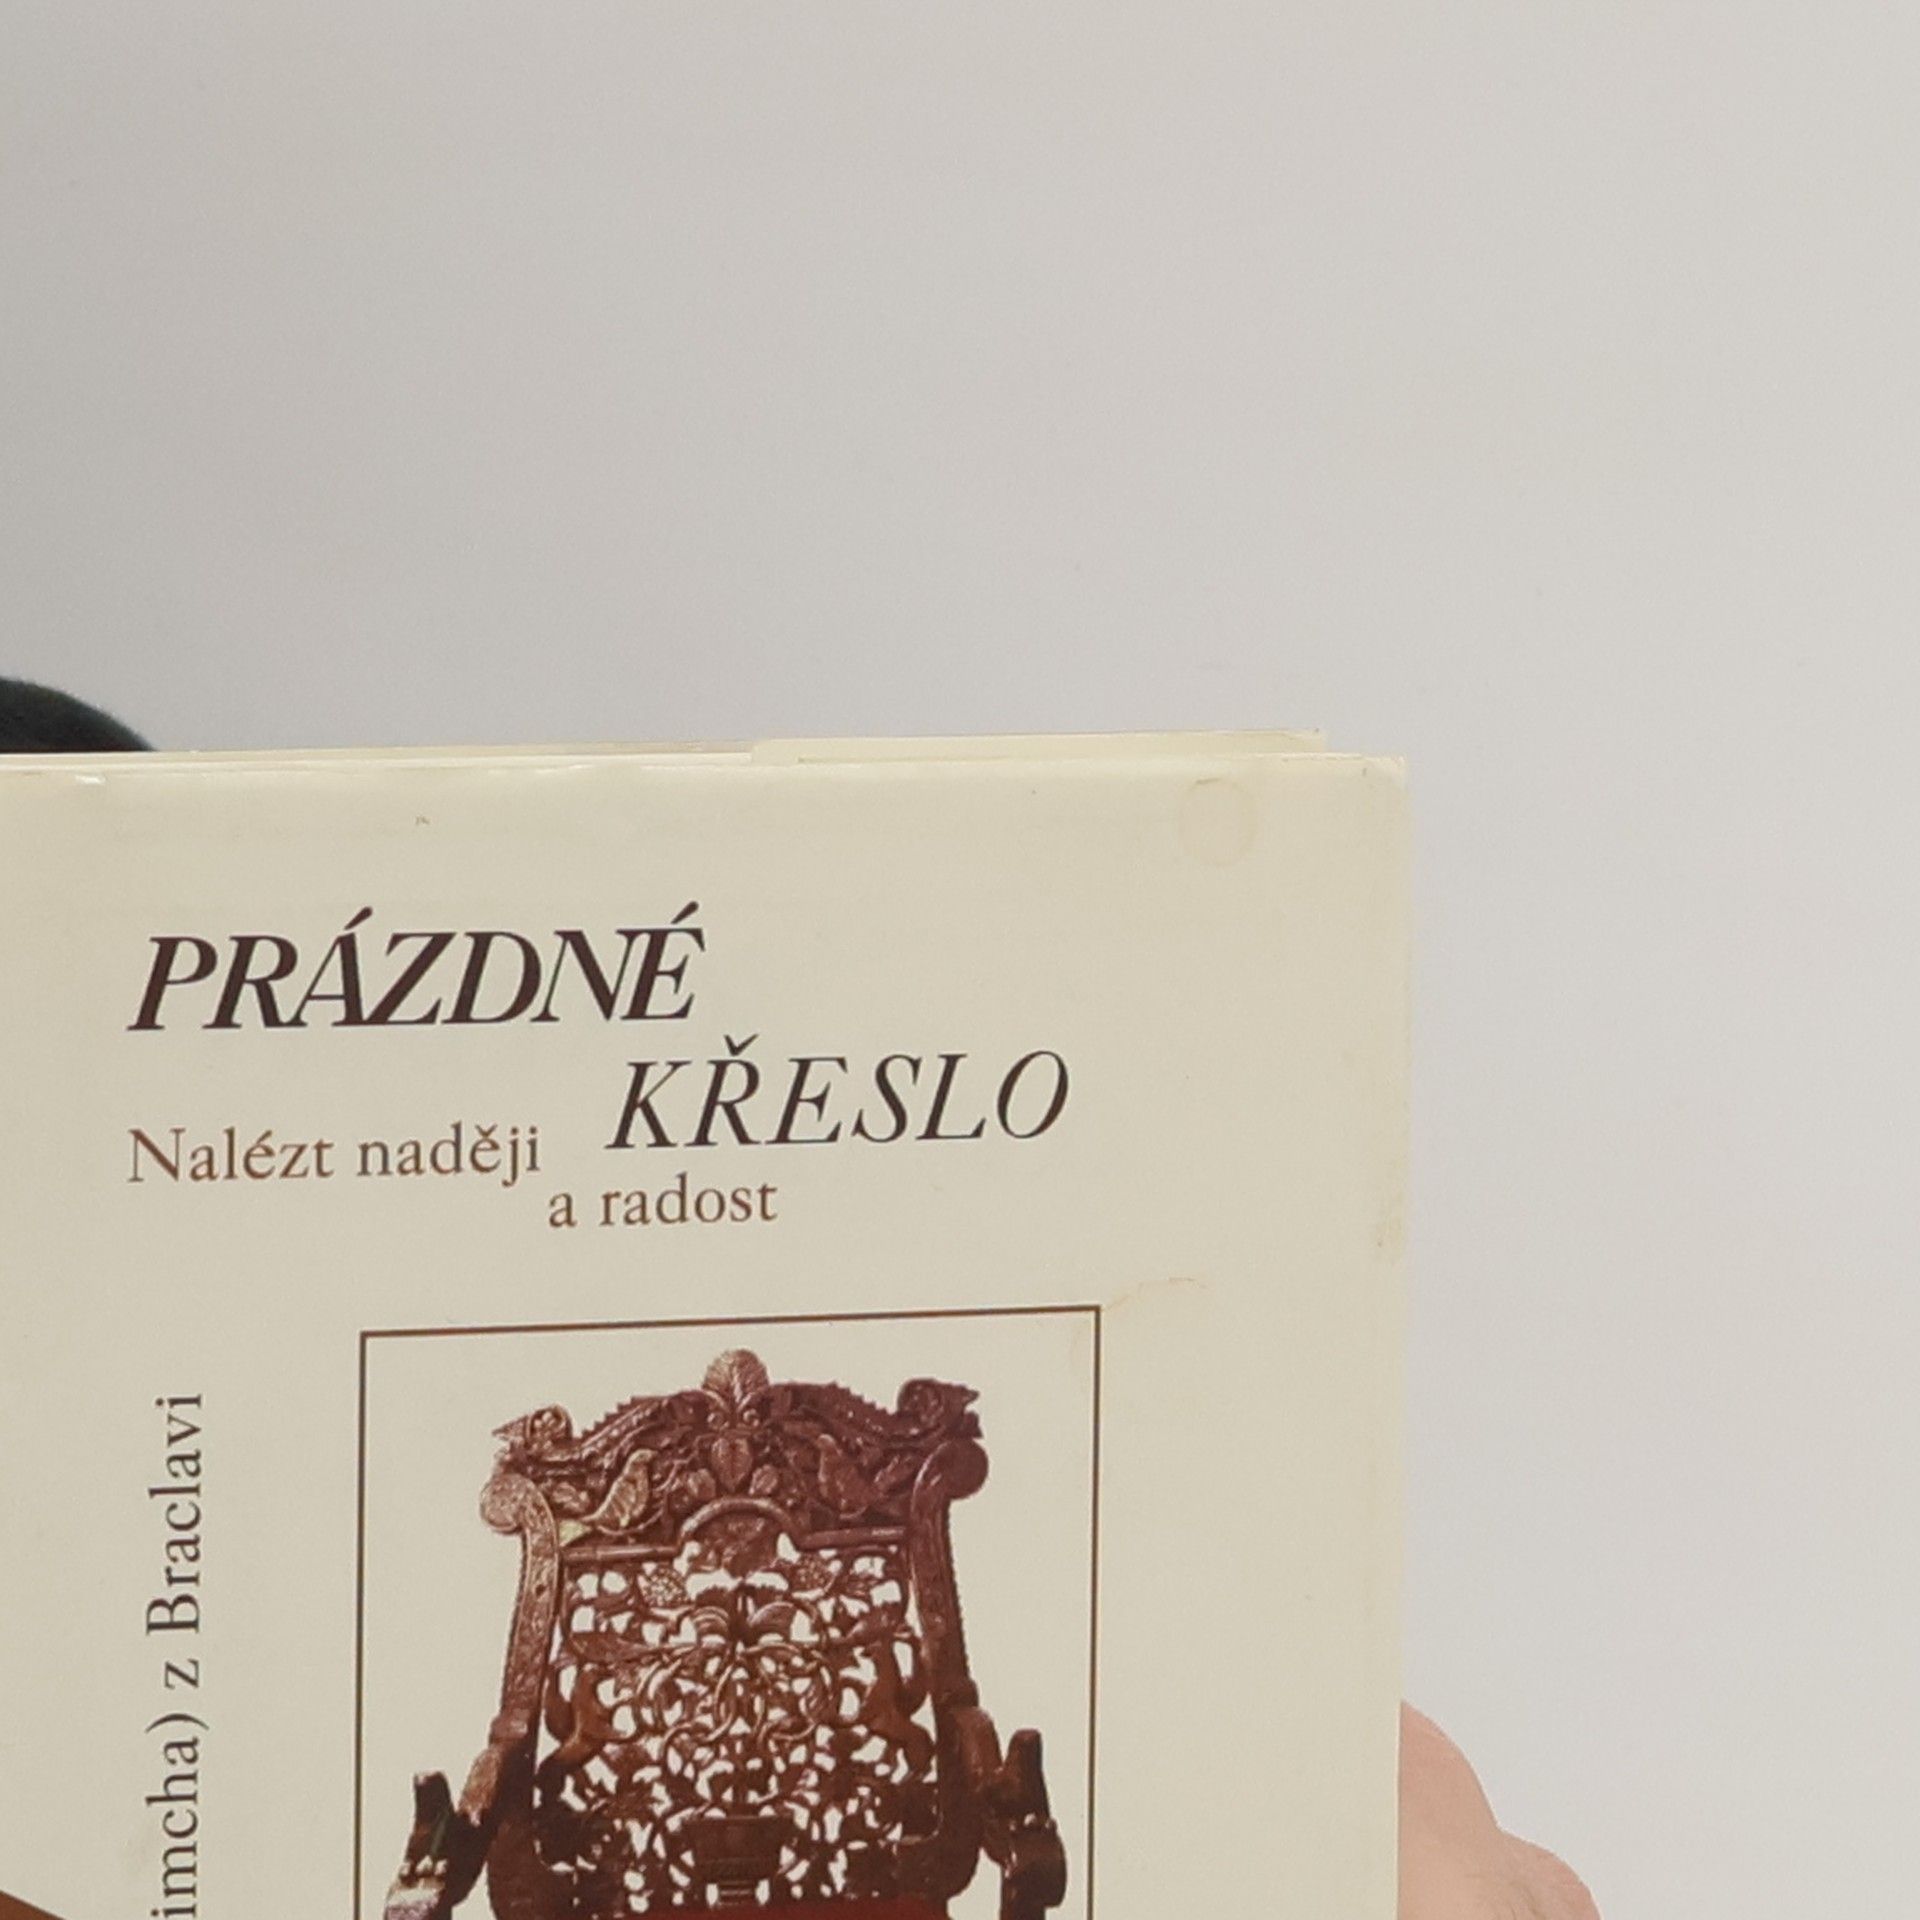 PRÁZDNÉ
KŘESLO
Nalézt naději
a radost
imcha) z Braclavi